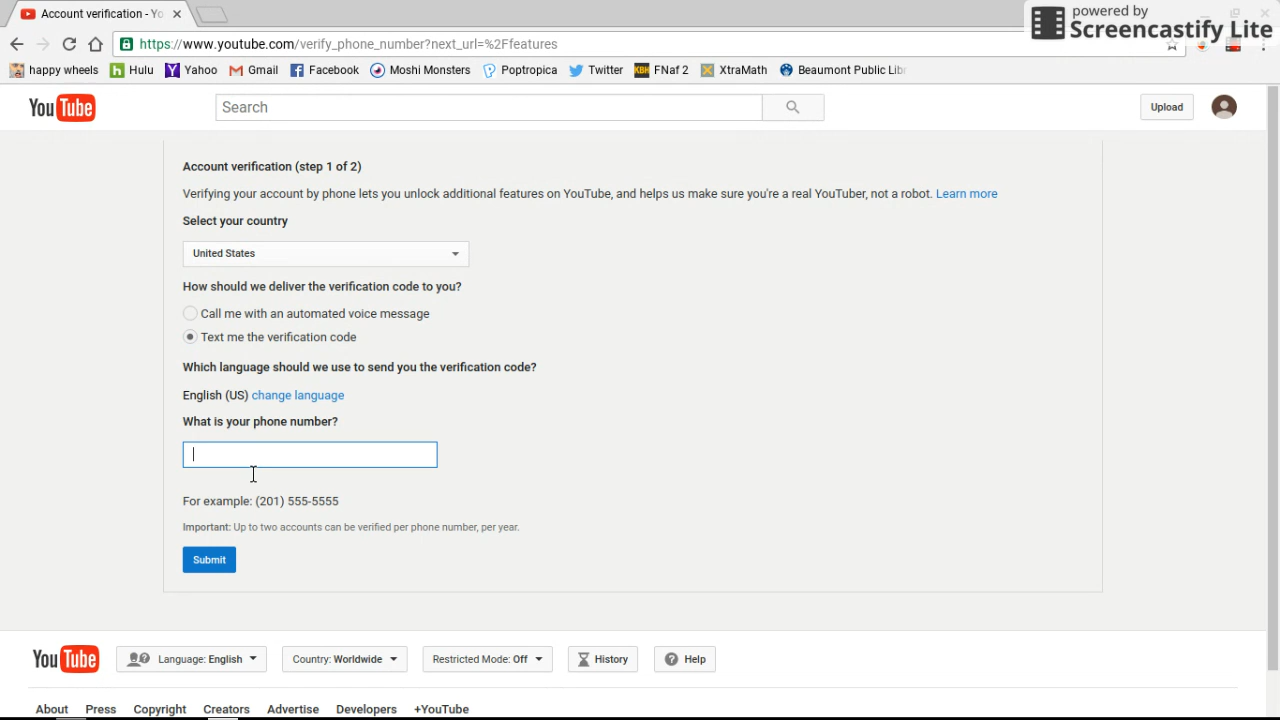 Account verification - Yo
powered by
Screencastify Lite
https://www.youtube.com/verify_phone_number?next_url=%2Ffeatures
happy wheels Hulu Yahoo Gmail Facebook Moshi Monsters Poptropica Twitter KBH FNaf 2 XtraMath Beaumont Public Libr
YouTube Search Upload
Account verification (step 1 of 2)
Verifying your account by phone lets you unlock additional features on YouTube, and helps us make sure you're a real YouTuber, not a robot. Learn more
Select your country
United States
How should we deliver the verification code to you?
Call me with an automated voice message
Text me the verification code
Which language should we use to send you the verification code?
English (US) change language
What is your phone number?
For example: (201) 555-5555
Important: Up to two accounts can be verified per phone number, per year.
Submit
YouTube Language: English Country: Worldwide Restricted Mode: Off History Help
About Press Copyright Creators Advertise Developers +YouTube